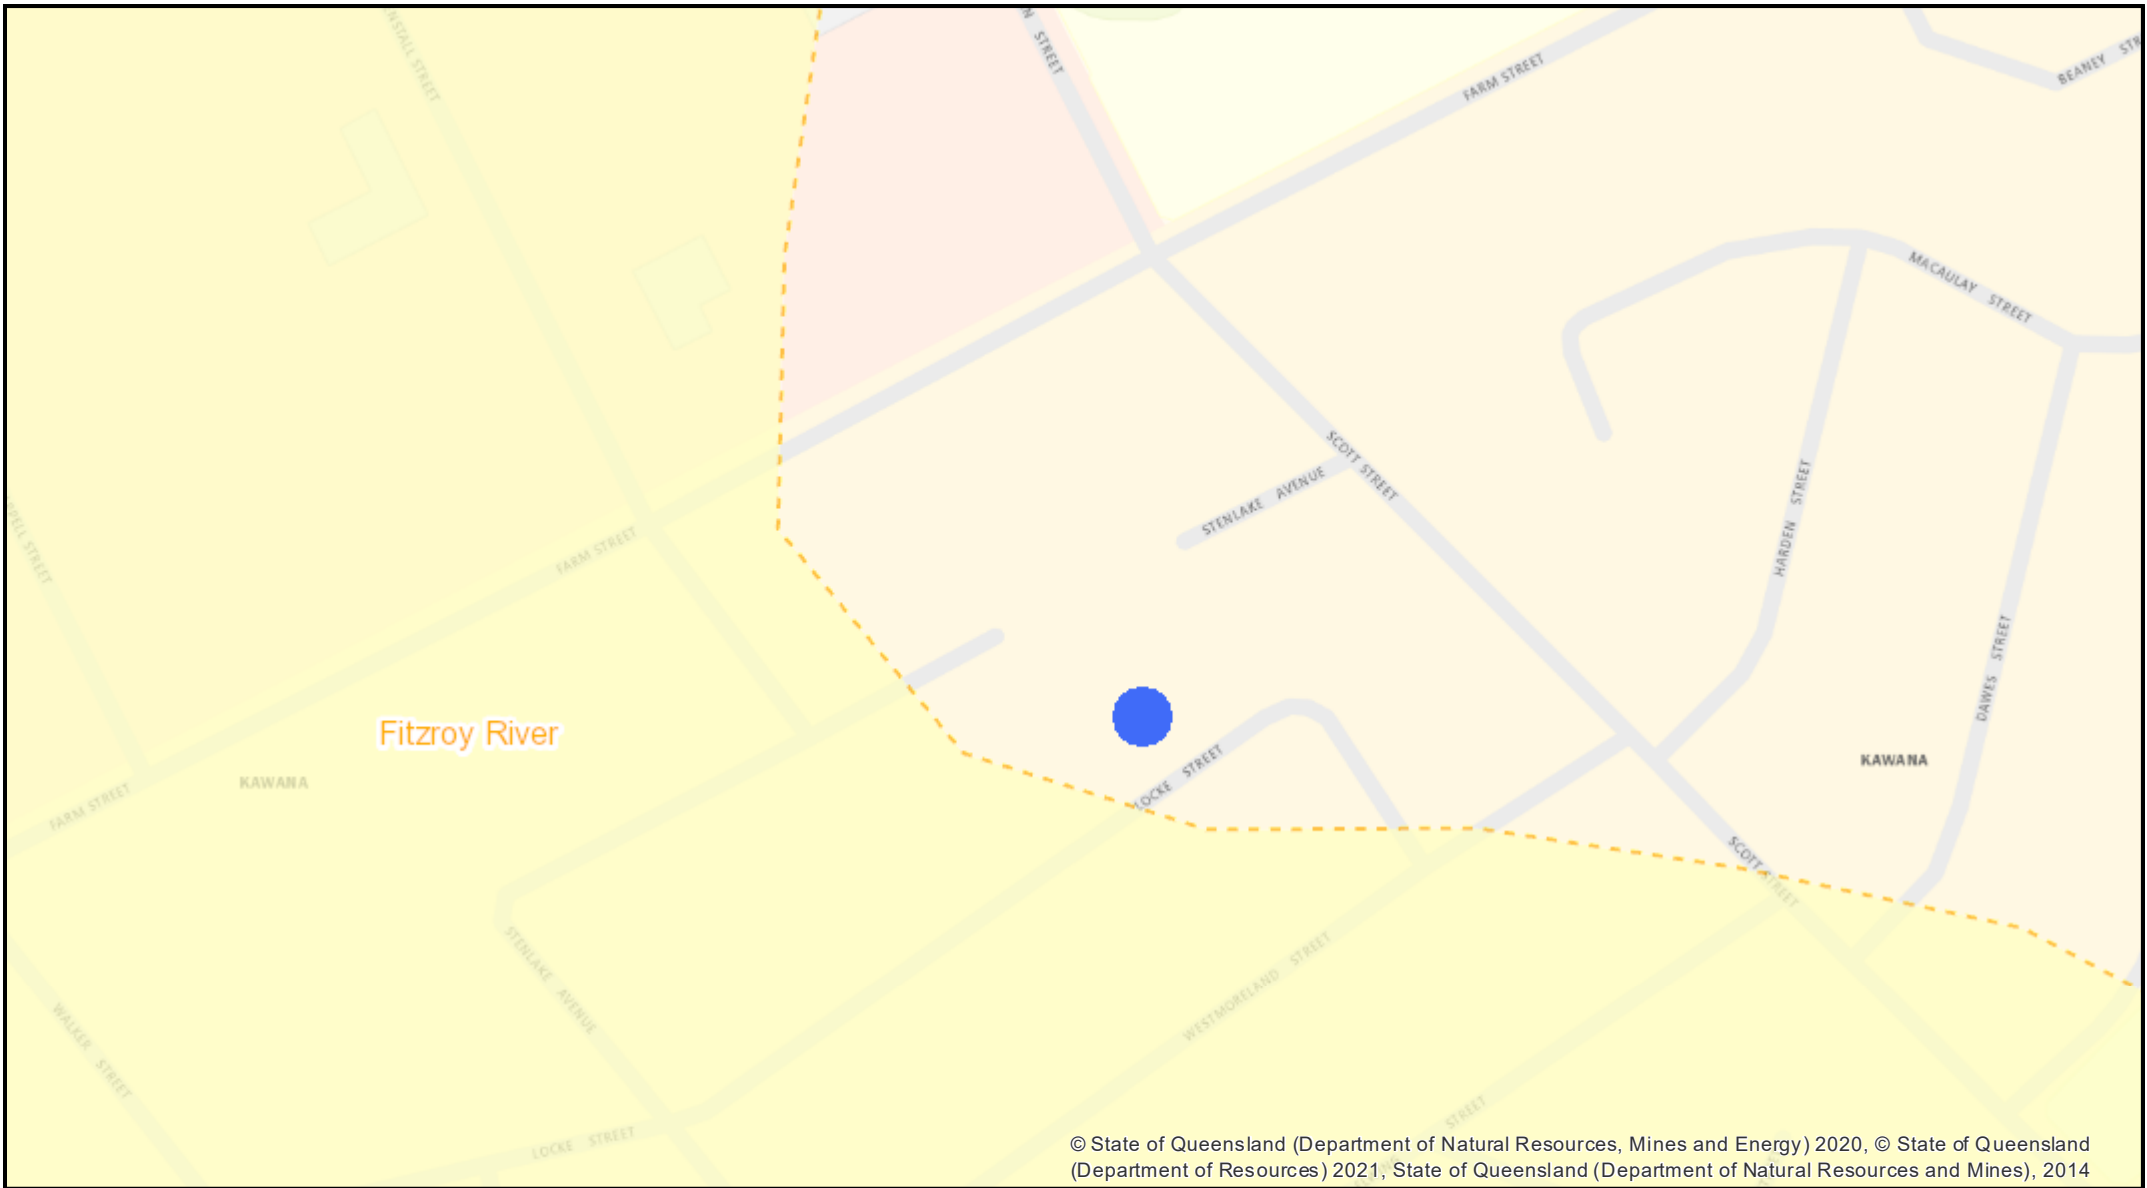 STREET
FARM STREET
BEANEY
MACAULAY STREET
SCOTT STREET
STENLAKE AVENUE
HARDEN STREET
FARM STREET
DAWES STREET
Fitzroy River
KAWANA
KAWANA
LOCKE STREET
FARM STREET
SCOTT STREET
STENLAKE AVENUE
WESTMORELAND STREET
WALKER STREET
LOCKE STREET
STREET
© State of Queensland (Department of Natural Resources, Mines and Energy) 2020, © State of Queensland
(Department of Resources) 2021, State of Queensland (Department of Natural Resources and Mines), 2014